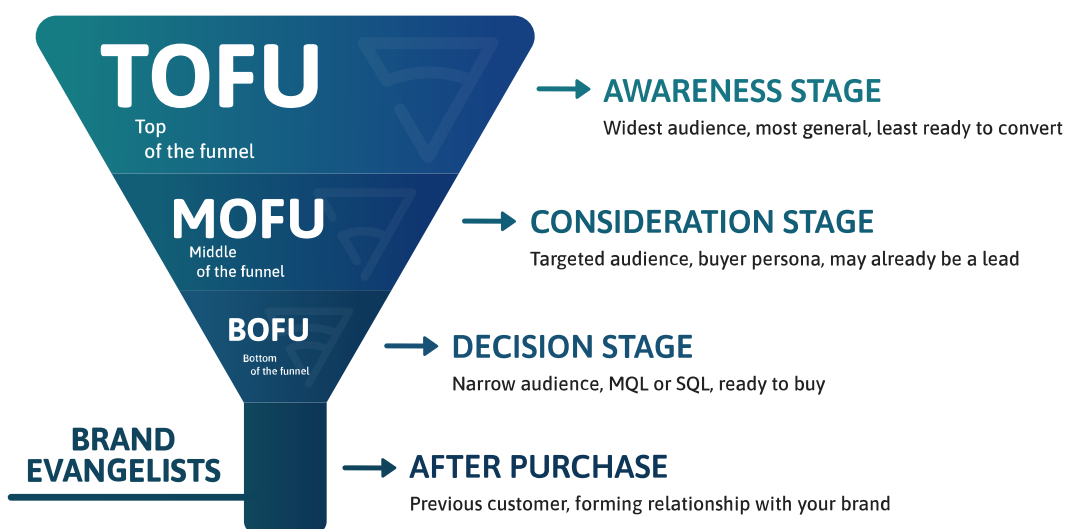 TOFU
Top
of the funnel
AWARENESS STAGE
Widest audience, most general, least ready to convert
MOFU
Middle
of the funnel
CONSIDERATION STAGE
Targeted audience, buyer persona, may already be a lead
BOFU
Bottom
of the funnel
DECISION STAGE
Narrow audience, MQL or SQL, ready to buy
BRAND
EVANGELISTS
AFTER PURCHASE
Previous customer, forming relationship with your brand